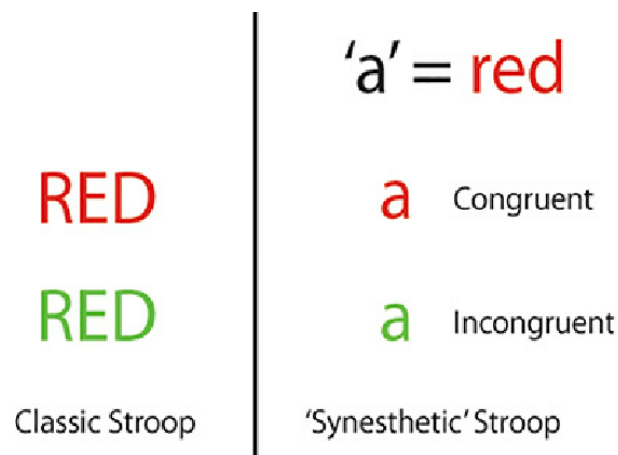 'a' = red
RED
a Congruent
RED
a Incongruent
Classic Stroop
'Synesthetic' Stroop